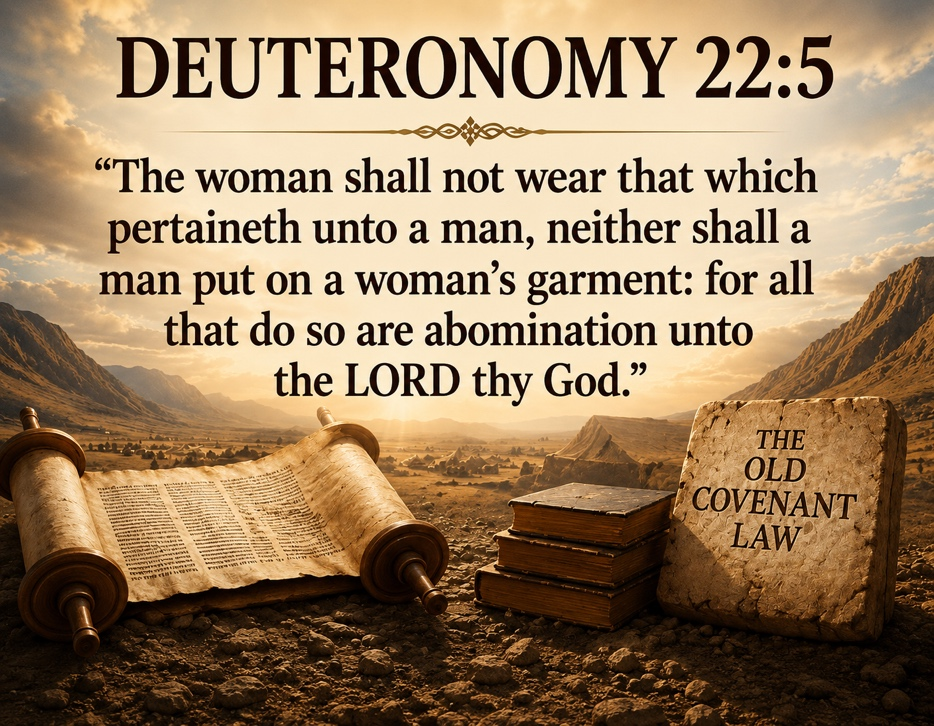 DEUTERONOMY 22:5
“The woman shall not wear that which
pertaineth unto a man, neither shall a
man put on a woman’s garment: for all
that do so are abomination unto
the LORD thy God.”
THE
OLD
COVENANT
LAW